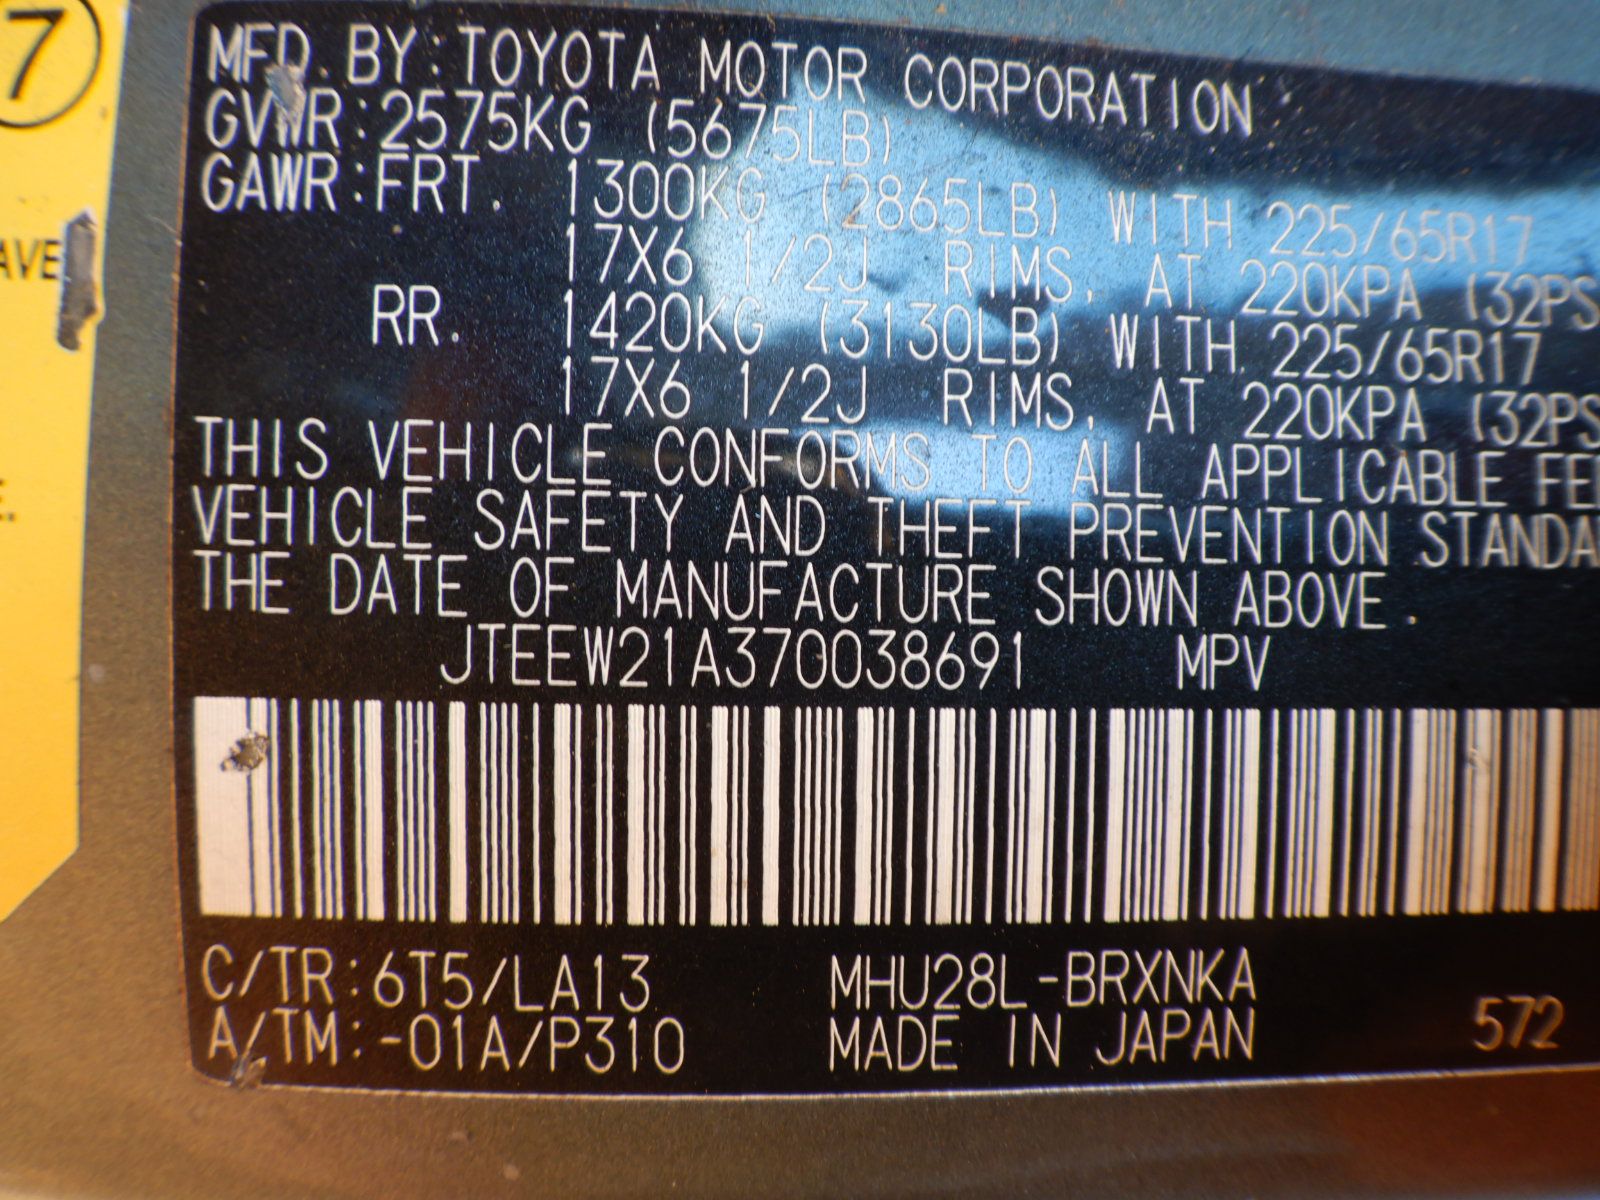 7
AVE
E.
MFD. BY:TOYOTA MOTOR CORPORATION
GVWR:2575KG (5675LB)
GAWR:FRT. 1300KG (2865LB) WITH 225/65R17
17X6 1/2J RIMS, AT 220KPA (32PS
RR. 1420KG (3130LB) WITH 225/65R17
17X6 1/2J RIMS, AT 220KPA (32PS
THIS VEHICLE CONFORMS TO ALL APPLICABLE FE
VEHICLE SAFETY AND THEFT PREVENTION STANDA
THE DATE OF MANUFACTURE SHOWN ABOVE.
JTEEW21A370038691 MPV
C/TR:6T5/LA13 MHU28L-BRXNKA
A/TM:-01A/P310 MADE IN JAPAN 572